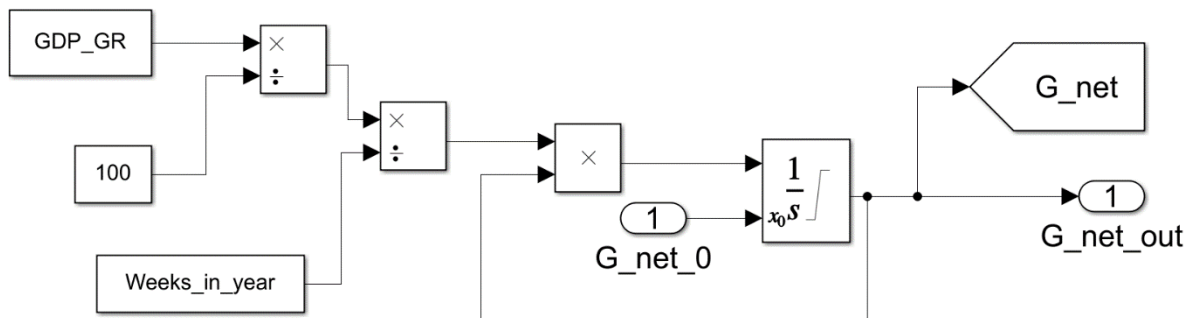 GDP_GR
×
÷
G_net
×
÷
100
×
1
s
x₀
1
G_net_0
1
G_net_out
Weeks_in_year